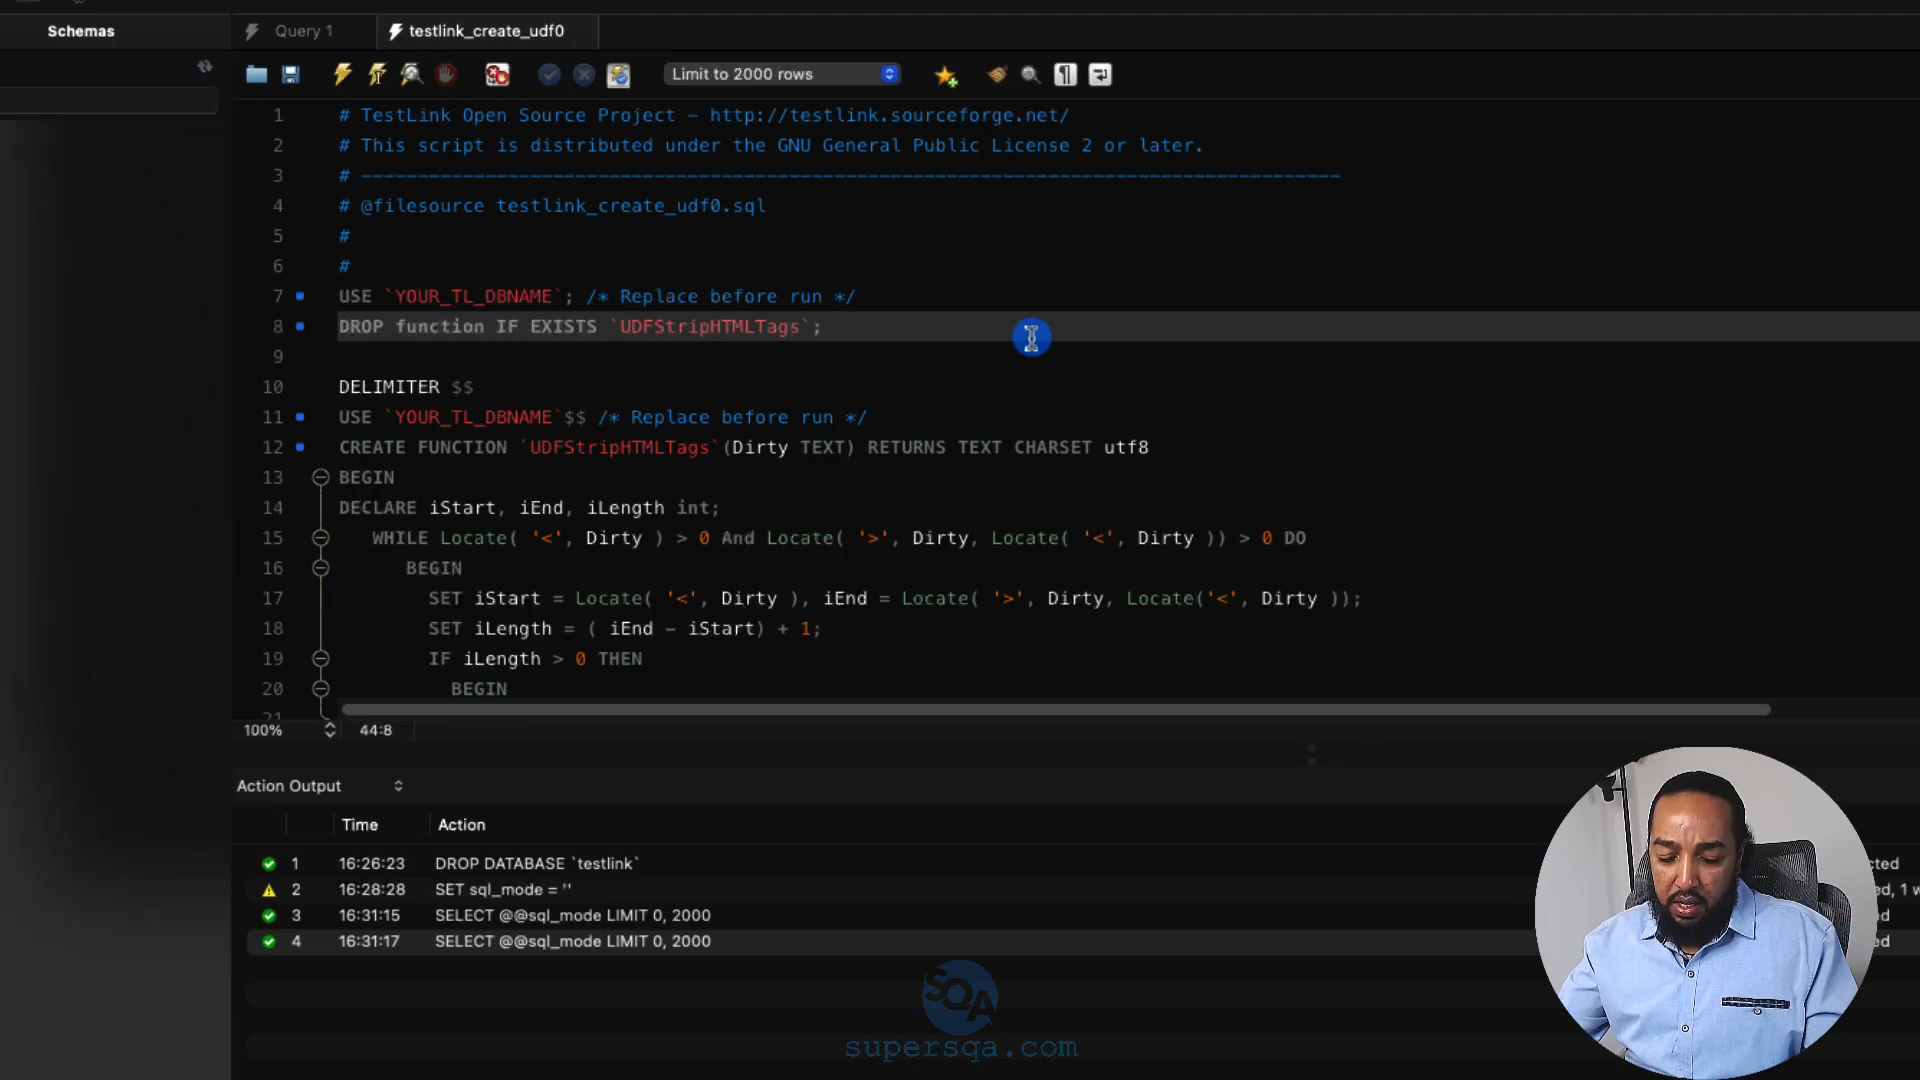 Schemas
Query 1
testlink_create_udf0
Limit to 2000 rows
1 # TestLink Open Source Project – http://testlink.sourceforge.net/
2 # This script is distributed under the GNU General Public License 2 or later.
3 # ---------------------------------------------------------------------------------------
4 # @filesource testlink_create_udf0.sql
5 #
6 #
7 USE `YOUR_TL_DBNAME`; /* Replace before run */
8 DROP function IF EXISTS `UDFStripHTMLTags`;
9
10 DELIMITER $$
11 USE `YOUR_TL_DBNAME`$$ /* Replace before run */
12 CREATE FUNCTION `UDFStripHTMLTags`(Dirty TEXT) RETURNS TEXT CHARSET utf8
13 BEGIN
14 DECLARE iStart, iEnd, iLength int;
15 WHILE Locate( '<', Dirty ) > 0 And Locate( '>', Dirty, Locate( '<', Dirty )) > 0 DO
16 BEGIN
17 SET iStart = Locate( '<', Dirty ), iEnd = Locate( '>', Dirty, Locate('<', Dirty ));
18 SET iLength = ( iEnd – iStart) + 1;
19 IF iLength > 0 THEN
20 BEGIN
21
100% 44:8
Action Output
Time Action
1 16:26:23 DROP DATABASE `testlink` cted
2 16:28:28 SET sql_mode = '' ed, 1 w
3 16:31:15 SELECT @@sql_mode LIMIT 0, 2000 ed
4 16:31:17 SELECT @@sql_mode LIMIT 0, 2000 ed
SQA
supersqa.com